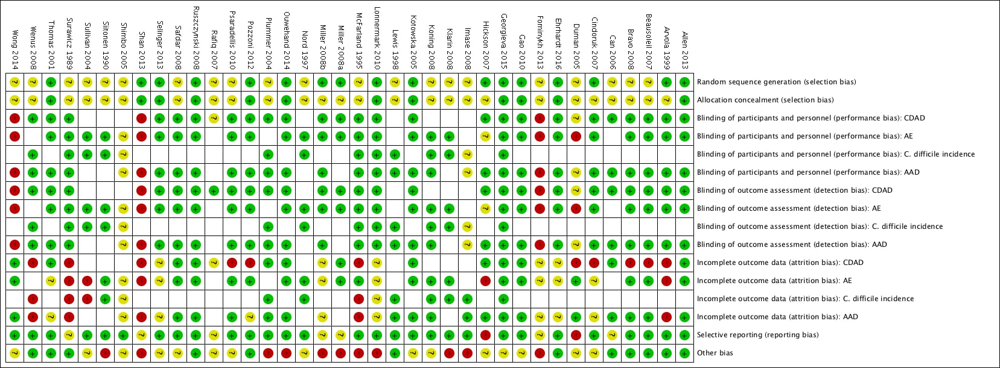 Wong 2014
Wenus 2008
Thomas 2001
Surawicz 1989
Sullivan 2004
Siitonen 1990
Shimbo 2005
Shan 2013
Selinger 2013
Safdar 2008
Ruszczynski 2008
Rafiq 2007
Psaradellis 2010
Pozzoni 2012
Plummer 2004
Ouwehand 2014
Nord 1997
Miller 2008b
Miller 2008a
McFarland 1995
Lonnermark 2010
Lewis 1998
Kotowska 2005
Koning 2008
Klarin 2008
Imase 2008
Hickson 2007
Georgieva 2015
Gao 2010
Fominykh 2013
Ehrhardt 2016
Duman 2005
Cindoruk 2007
Can 2006
Bravo 2008
Beausoleil 2007
Arvola 1999
Allen 2013
Random sequence generation (selection bias)
Allocation concealment (selection bias)
Blinding of participants and personnel (performance bias): CDAD
Blinding of participants and personnel (performance bias): AE
Blinding of participants and personnel (performance bias): C. difficile incidence
Blinding of participants and personnel (performance bias): AAD
Blinding of outcome assessment (detection bias): CDAD
Blinding of outcome assessment (detection bias): AE
Blinding of outcome assessment (detection bias): C. difficile incidence
Blinding of outcome assessment (detection bias): AAD
Incomplete outcome data (attrition bias): CDAD
Incomplete outcome data (attrition bias): AE
Incomplete outcome data (attrition bias): C. difficile incidence
Incomplete outcome data (attrition bias): AAD
Selective reporting (reporting bias)
Other bias